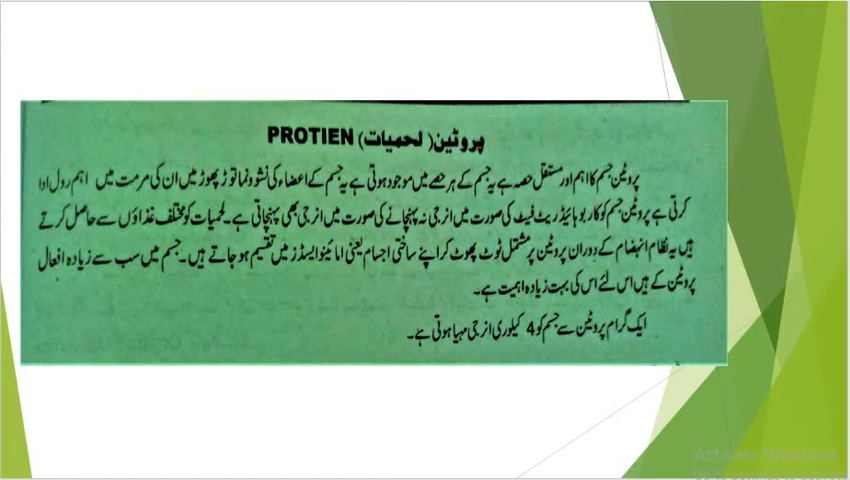 پروٹین( لحمیات) PROTIEN
پروٹین جسم کا اہم اور مستقل حصہ ہے یہ جسم کے ہر حصے میں موجود ہوتی ہے یہ جسم کے اعضاء کی نشوونما توڑ پھوڑ میں ان کی مرمت میں اہم رول ادا
کرتی ہے پروٹین جسم کو کاربوہائیڈریٹ فیٹ کی صورت میں انرجی نہ پہنچانے کی صورت میں انرجی بھی پہنچاتی ہے۔ لحمیات کو مختلف غذاؤں سے حاصل کرتے
ہیں یہ نظام انہضام کے دوران پروٹین پر مشتمل ٹوٹ پھوٹ کر اپنے ساختی اجسام یعنی امائینو ایسڈز میں تقسیم ہو جاتے ہیں۔ جسم میں سب سے زیادہ افعال
پروٹین کے ہیں اس لئے اس کی بہت زیادہ اہمیت ہے۔
ایک گرام پروٹین سے جسم کو 4 کیلوری انرجی مہیا ہوتی ہے۔
Activate Windows